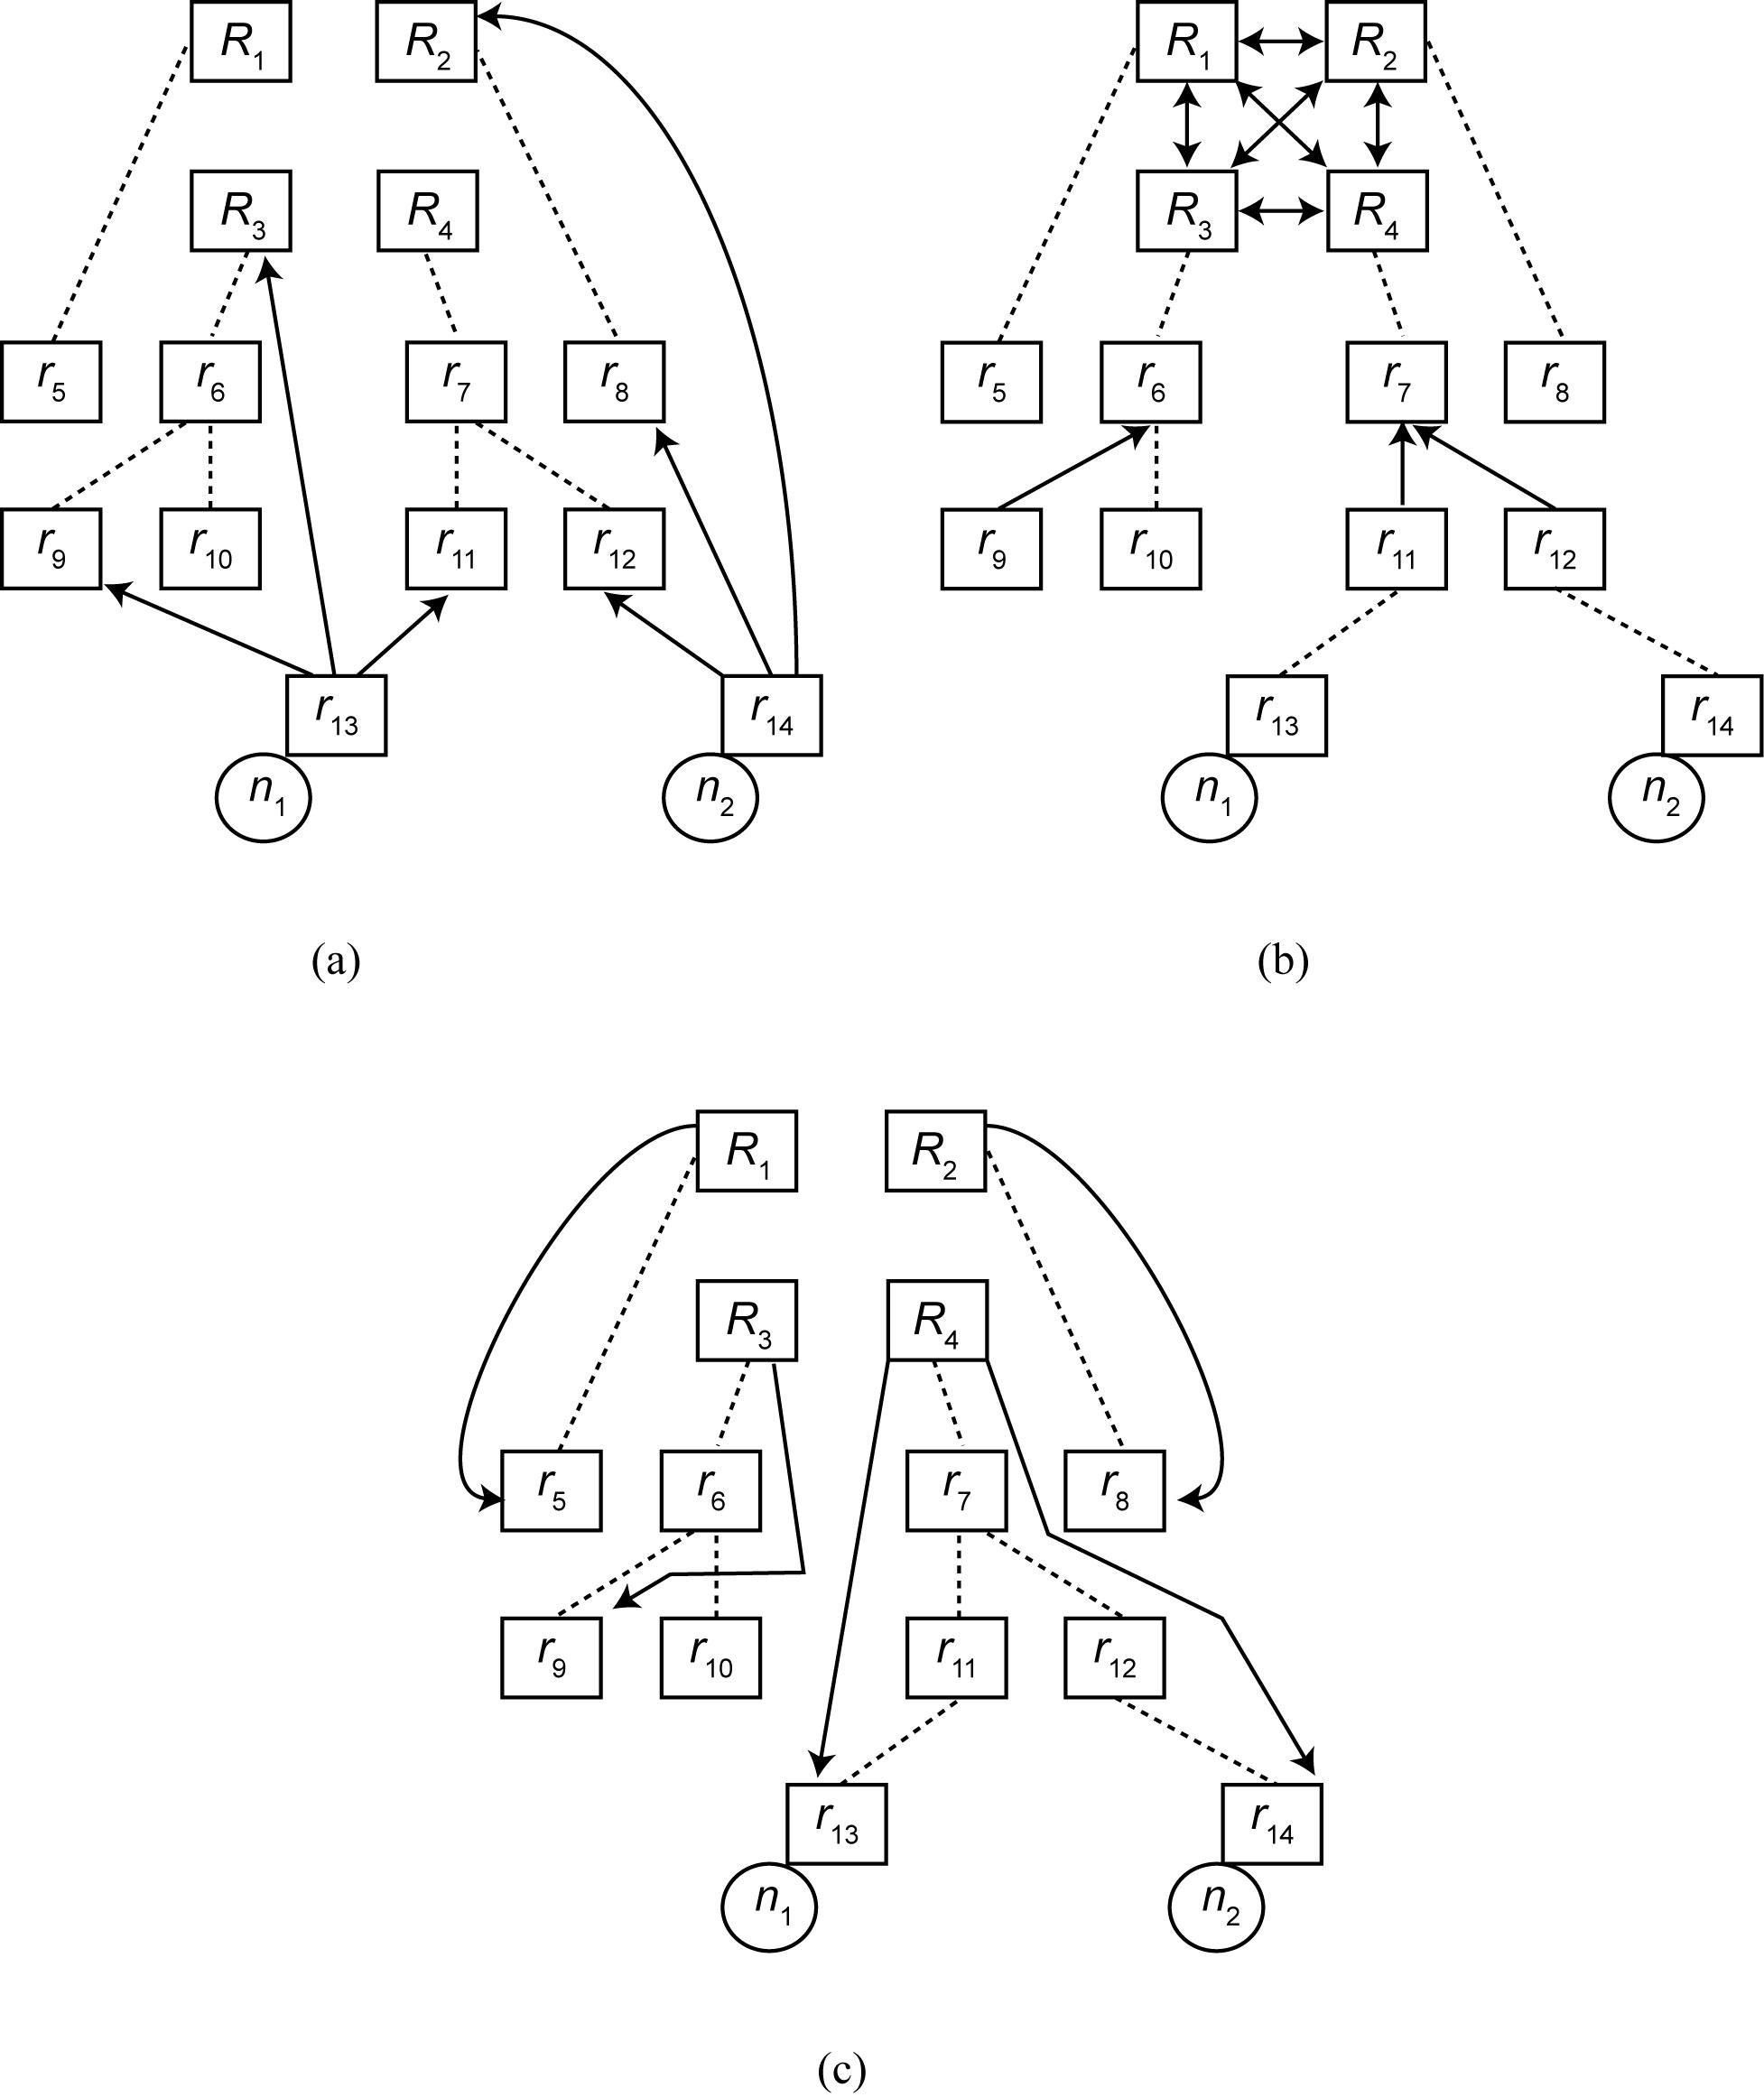 R1 R2
R3 R4
r5 r6 r7 r8
r9 r10 r11 r12
r13 r14
n1 n2
(a)
R1 R2
R3 R4
r5 r6 r7 r8
r9 r10 r11 r12
r13 r14
n1 n2
(b)
R1 R2
R3 R4
r5 r6 r7 r8
r9 r10 r11 r12
r13 r14
n1 n2
(c)